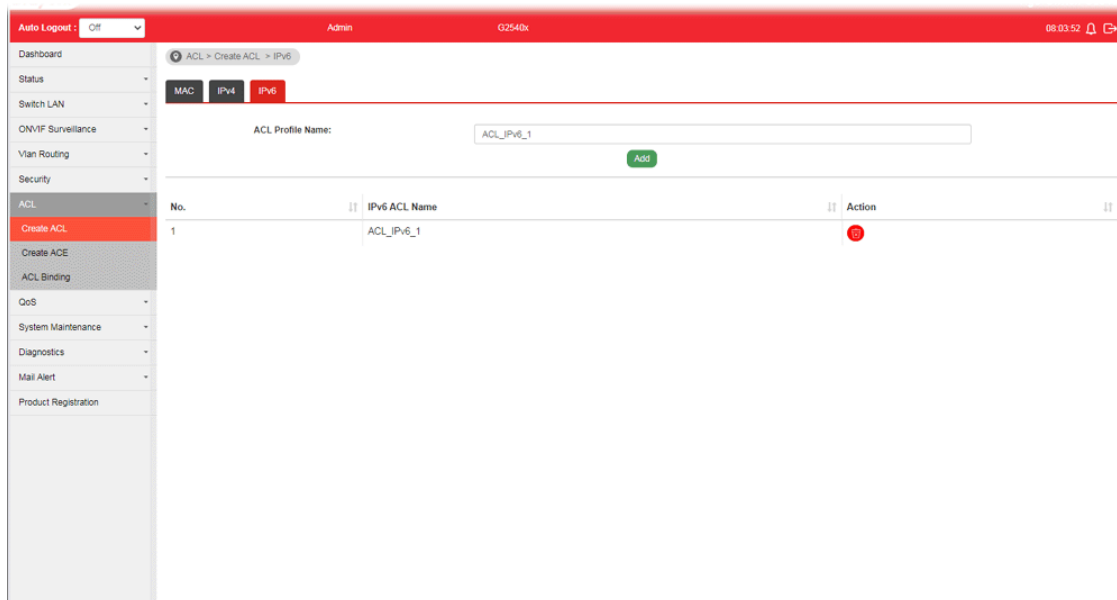 Auto Logout : Off Admin G2540x 08:03:52
Dashboard
Status
Switch LAN
ONVIF Surveillance
Vlan Routing
Security
ACL
Create ACL
Create ACE
ACL Binding
QoS
System Maintenance
Diagnostics
Mail Alert
Product Registration
ACL > Create ACL > IPv6
MAC IPv4 IPv6
ACL Profile Name: ACL_IPv6_1
Add
No. IPv6 ACL Name Action
1 ACL_IPv6_1